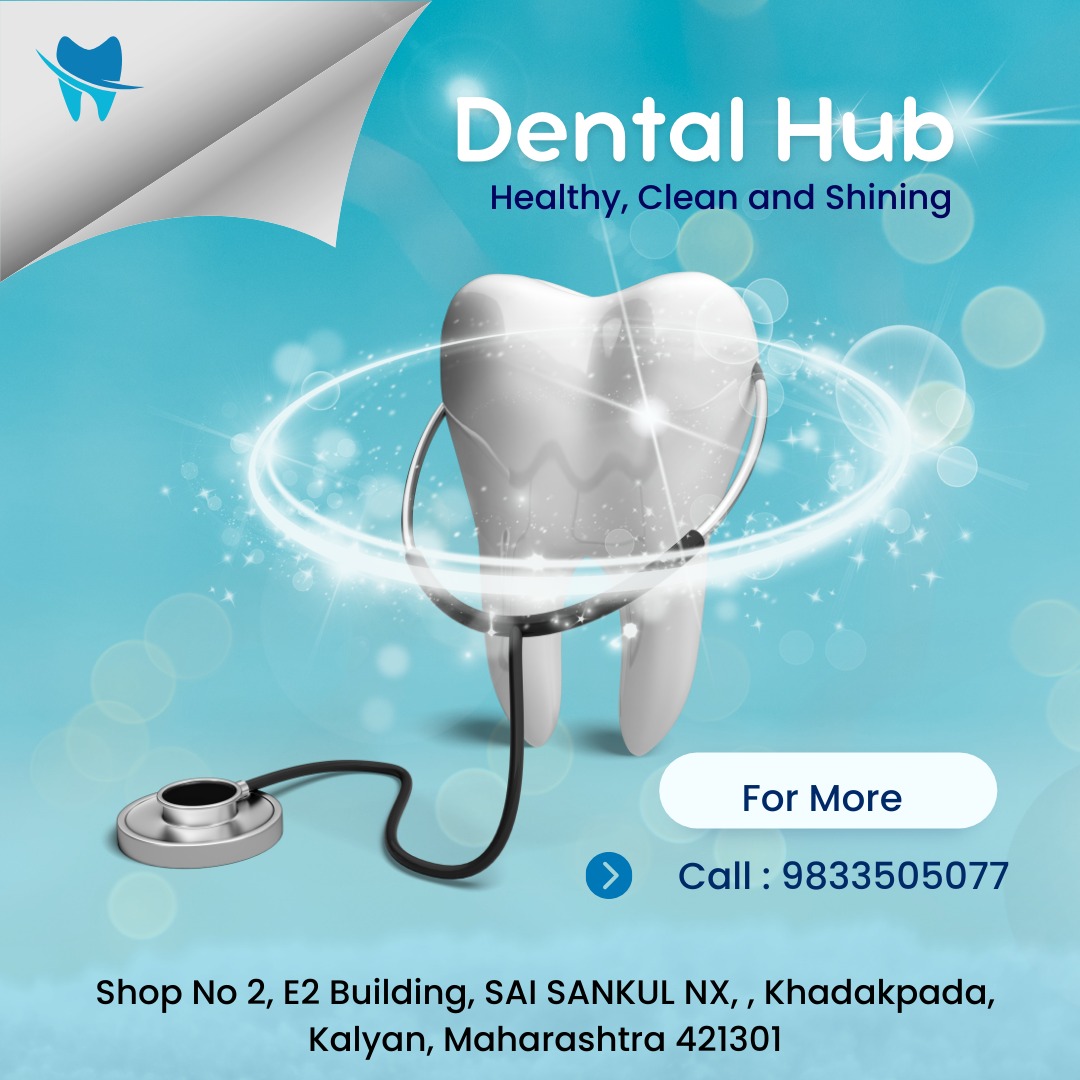 Dental Hub
Healthy, Clean and Shining
For More
Call : 9833505077
Shop No 2, E2 Building, SAI SANKUL NX, , Khadakpada,
Kalyan, Maharashtra 421301